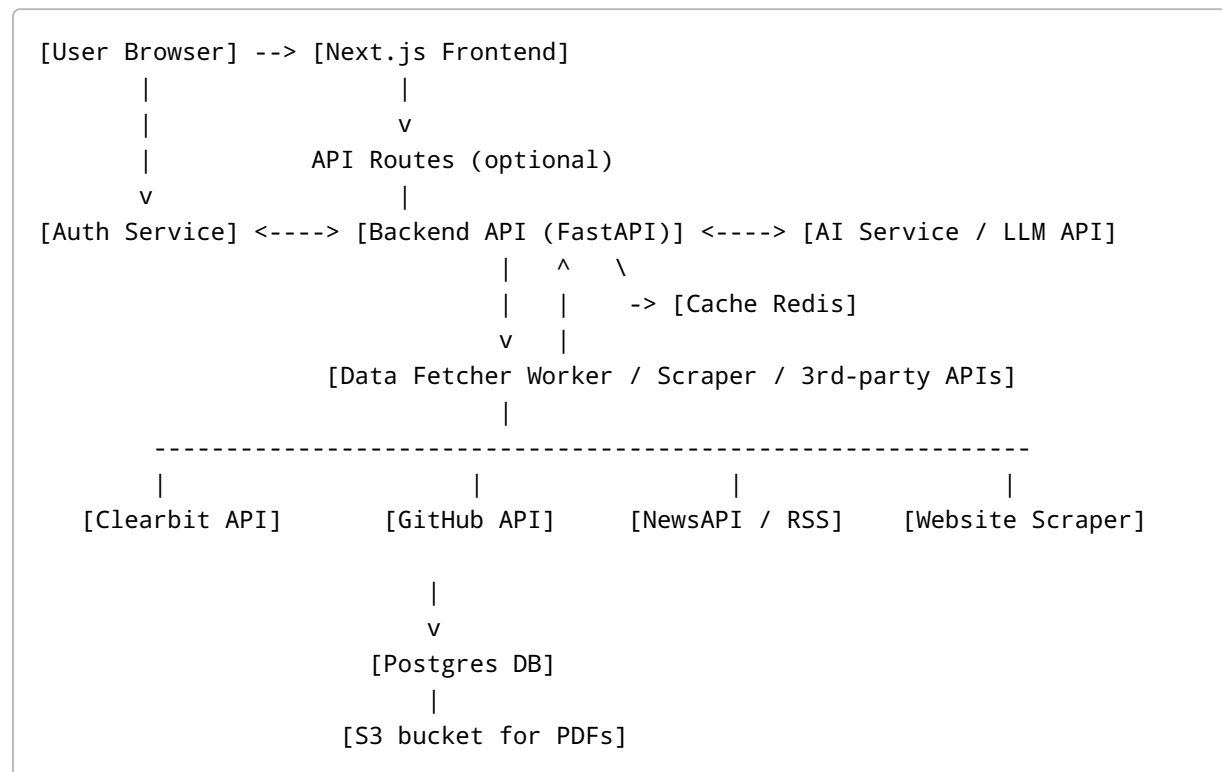 [User Browser] --> [Next.js Frontend]
| |
| v
| API Routes (optional)
v |
[Auth Service] <----> [Backend API (FastAPI)] <----> [AI Service / LLM API]
| ^ \
| | -> [Cache Redis]
v |
[Data Fetcher Worker / Scraper / 3rd-party APIs]
|
-------------------------------------------------------------
| | | |
[Clearbit API] [GitHub API] [NewsAPI / RSS] [Website Scraper]
|
v
[Postgres DB]
|
[S3 bucket for PDFs]